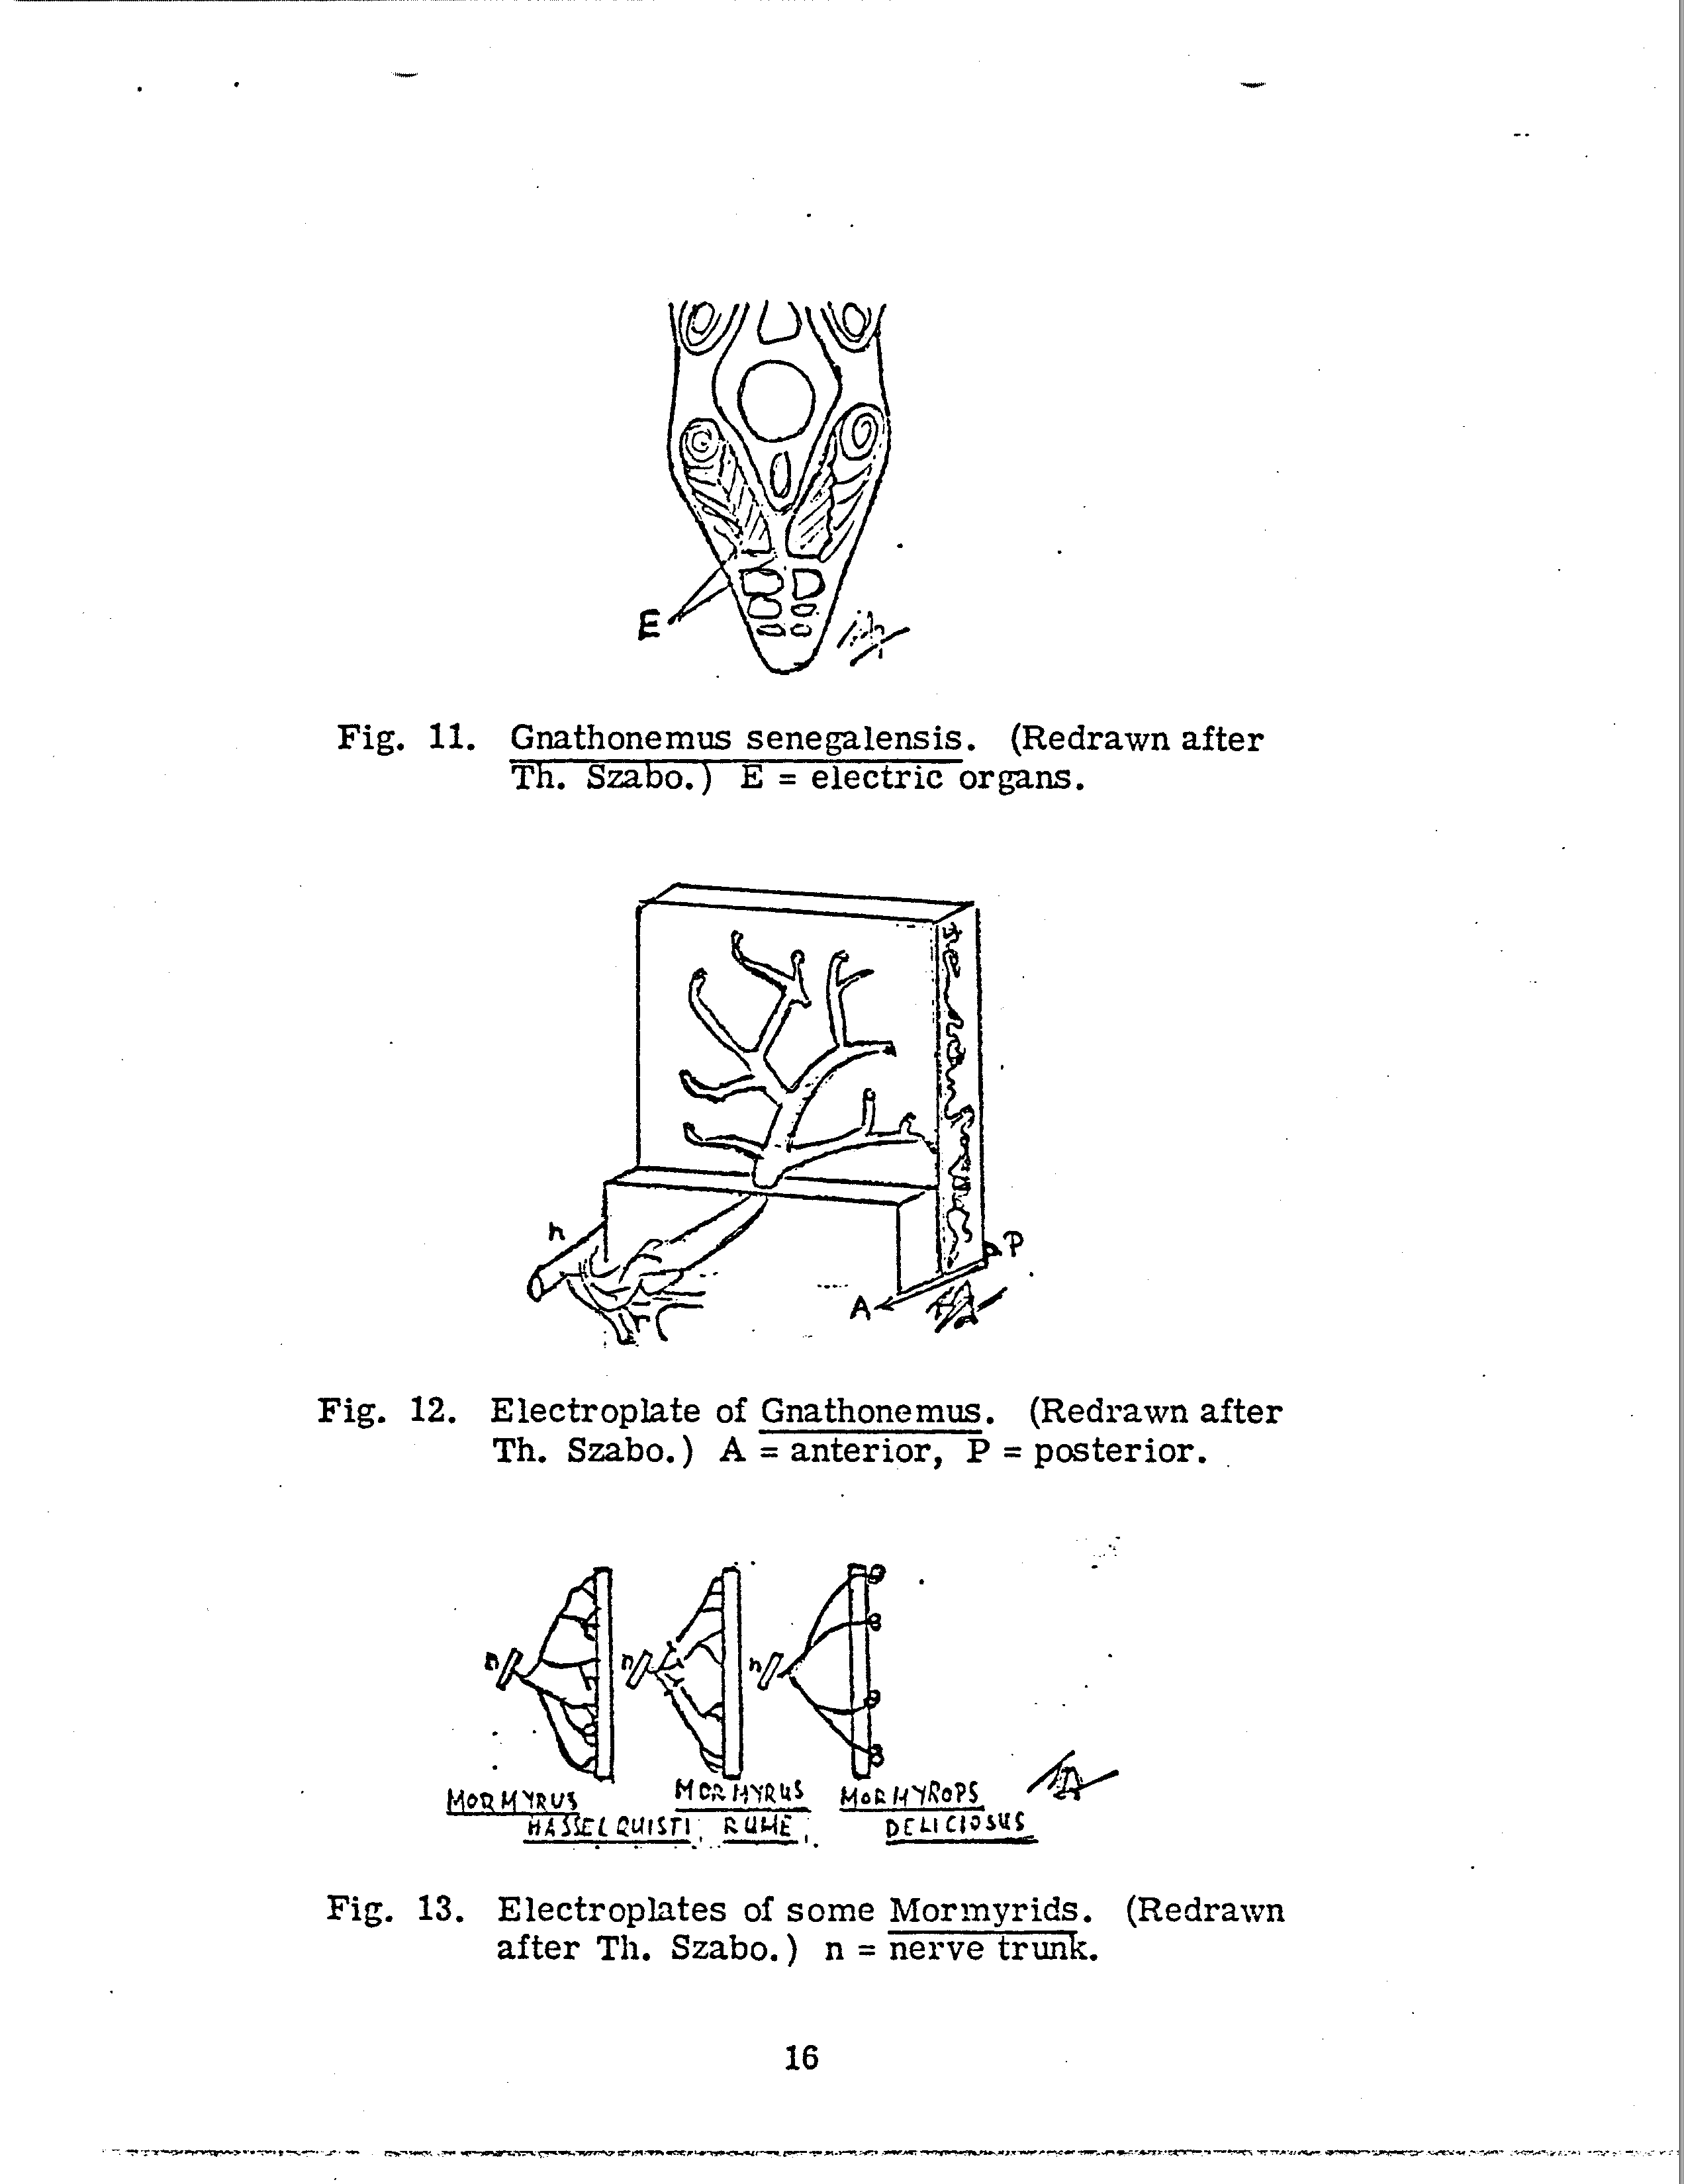 E
Fig. 11. Gnathonemus senegalensis. (Redrawn after
Th. Szabo.) E = electric organs.
n
P
A
Fig. 12. Electroplate of Gnathonemus. (Redrawn after
Th. Szabo.) A = anterior, P = posterior.
n n n
MORMYRUS MORMYRUS MORMYROPS
HASSELQUISTI, RUME, DELICIOSUS
Fig. 13. Electroplates of some Mormyrids. (Redrawn
after Th. Szabo.) n = nerve trunk.
16